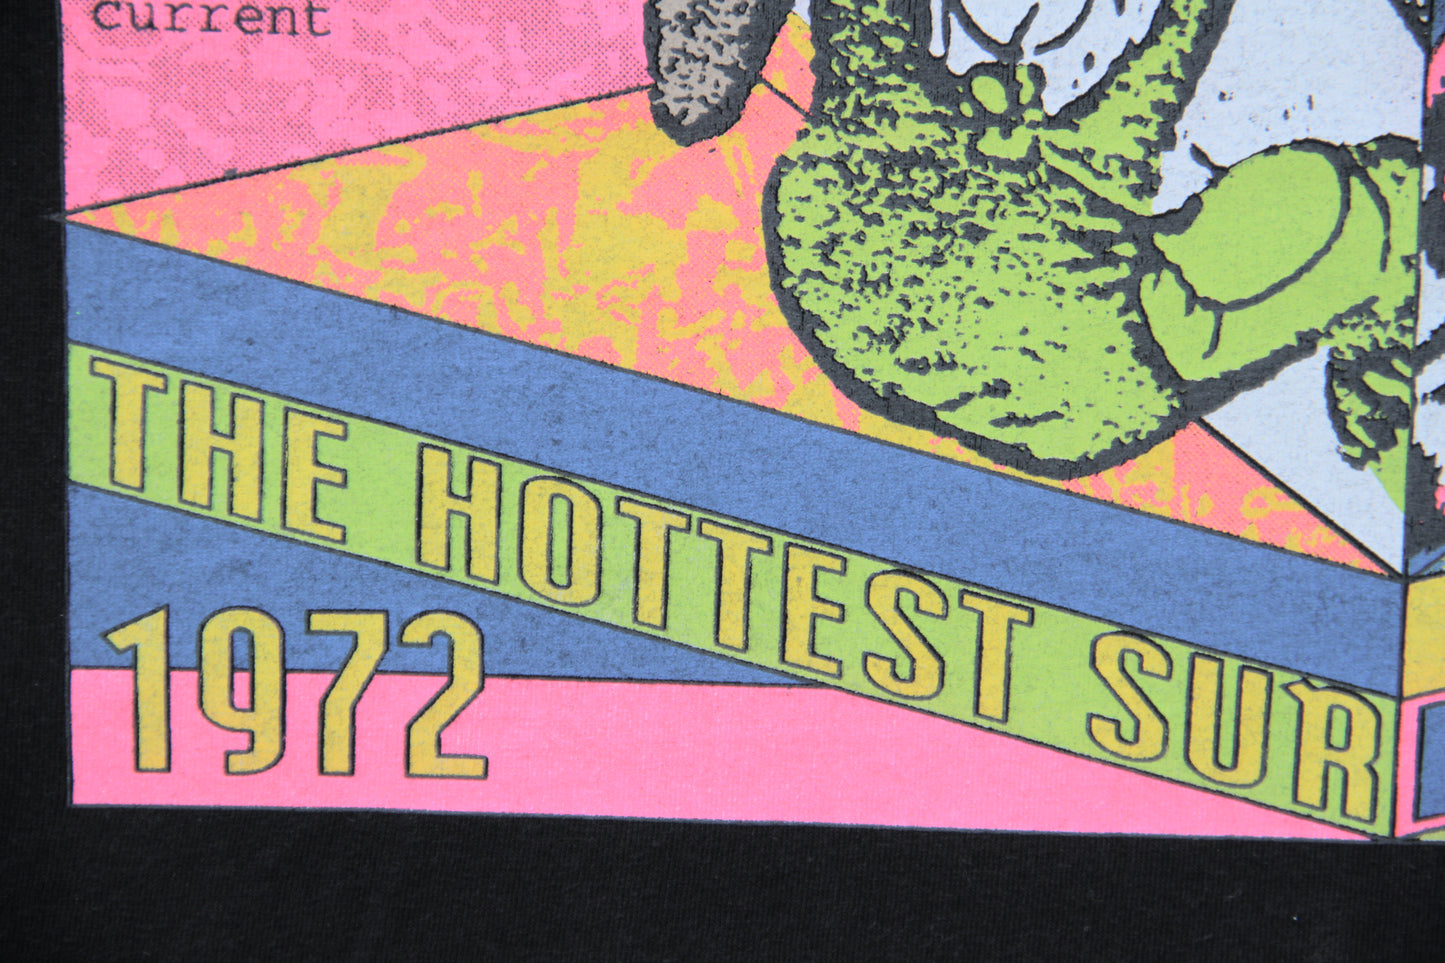 current
THE HOTTEST SUR
1972